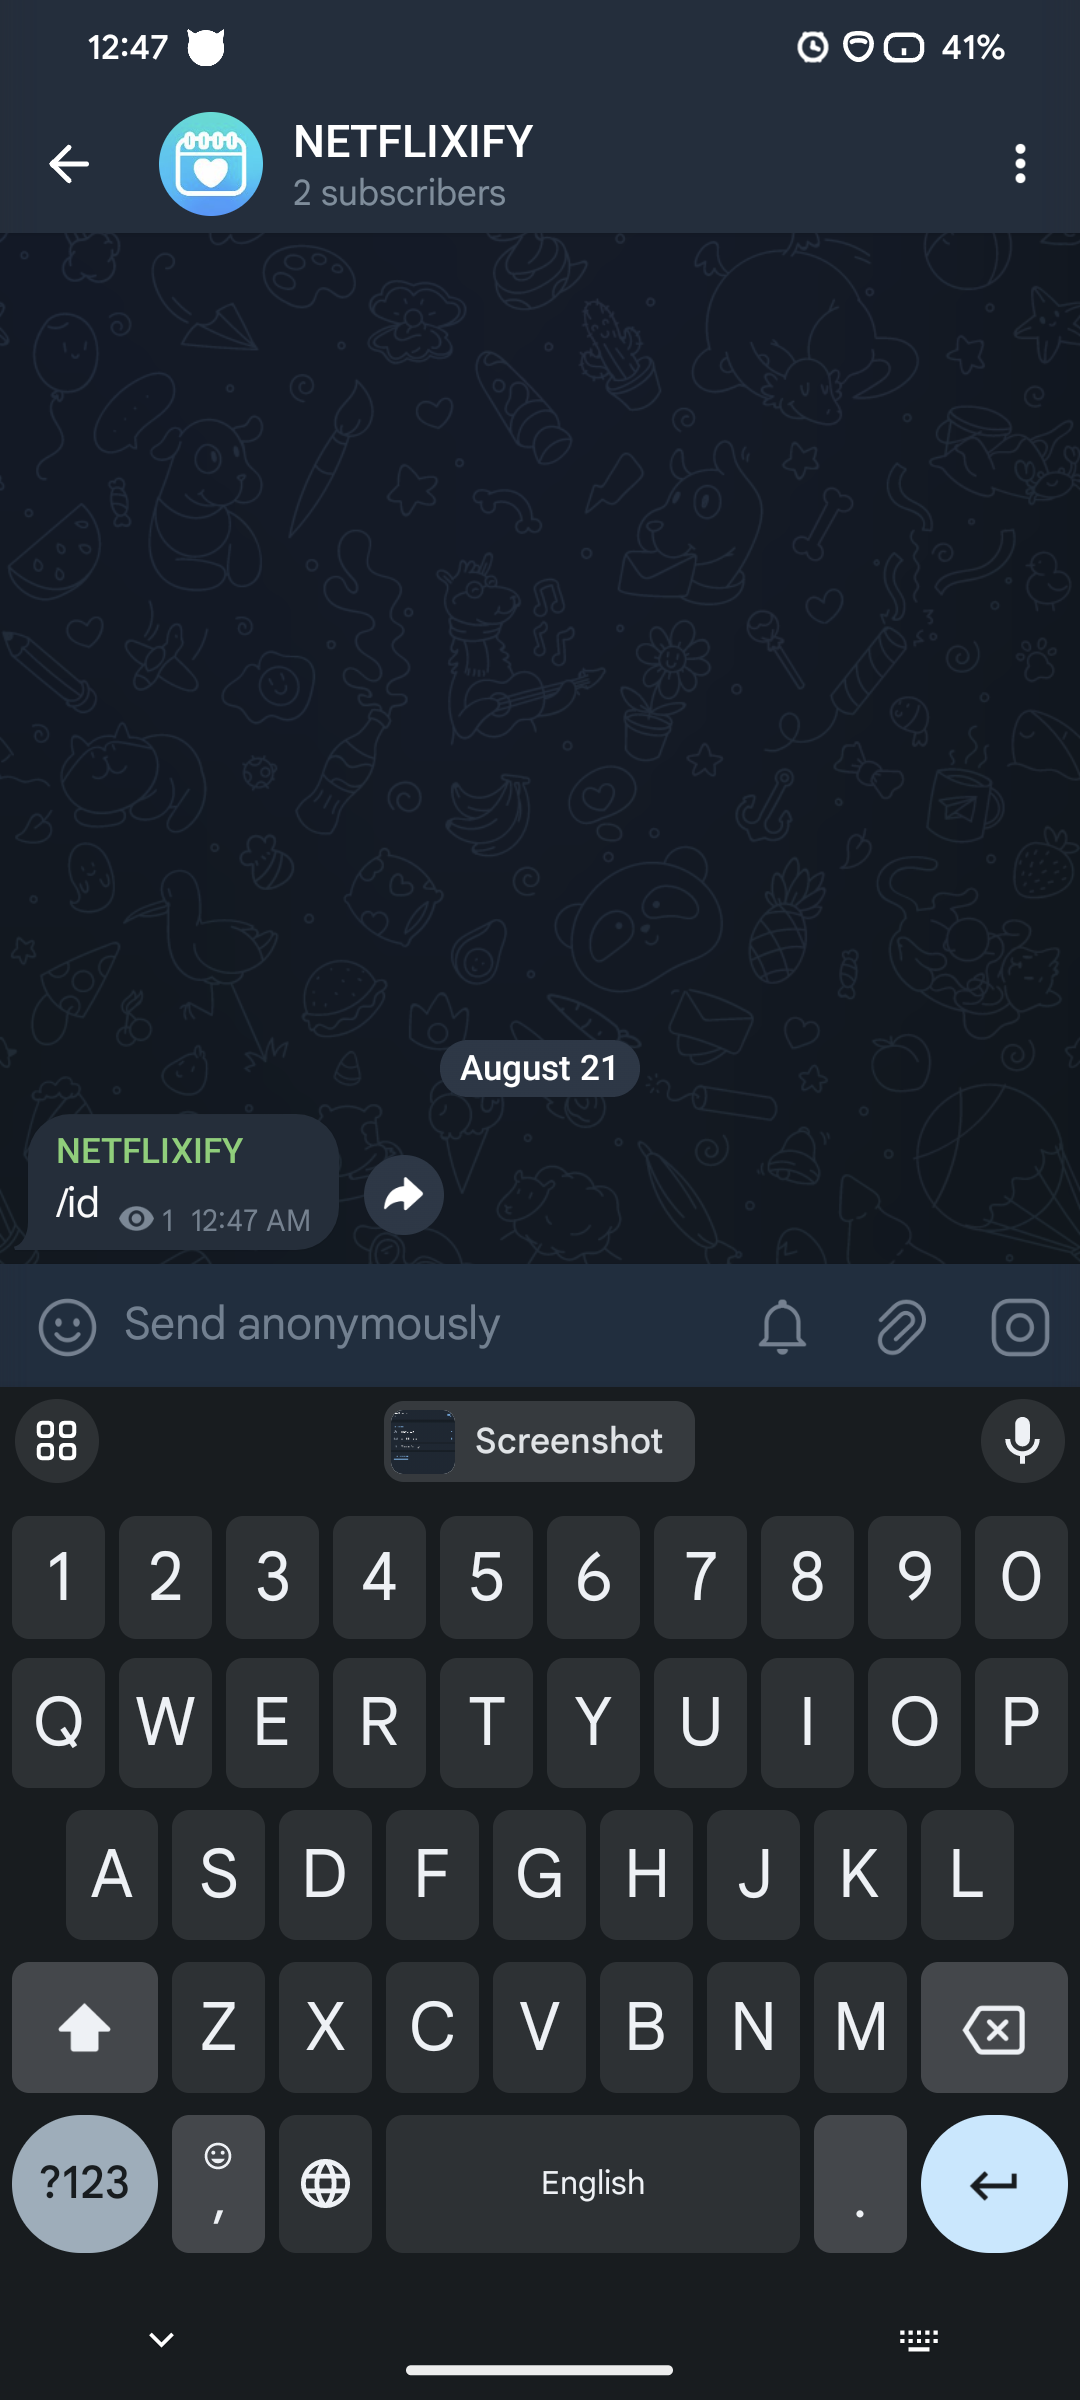 12:47
41%
NETFLIXIFY
2 subscribers
August 21
NETFLIXIFY
/id 1 12:47 AM
Send anonymously
Screenshot
1 2 3 4 5 6 7 8 9 0
Q W E R T Y U I O P
A S D F G H J K L
Z X C V B N M
?123 , English .